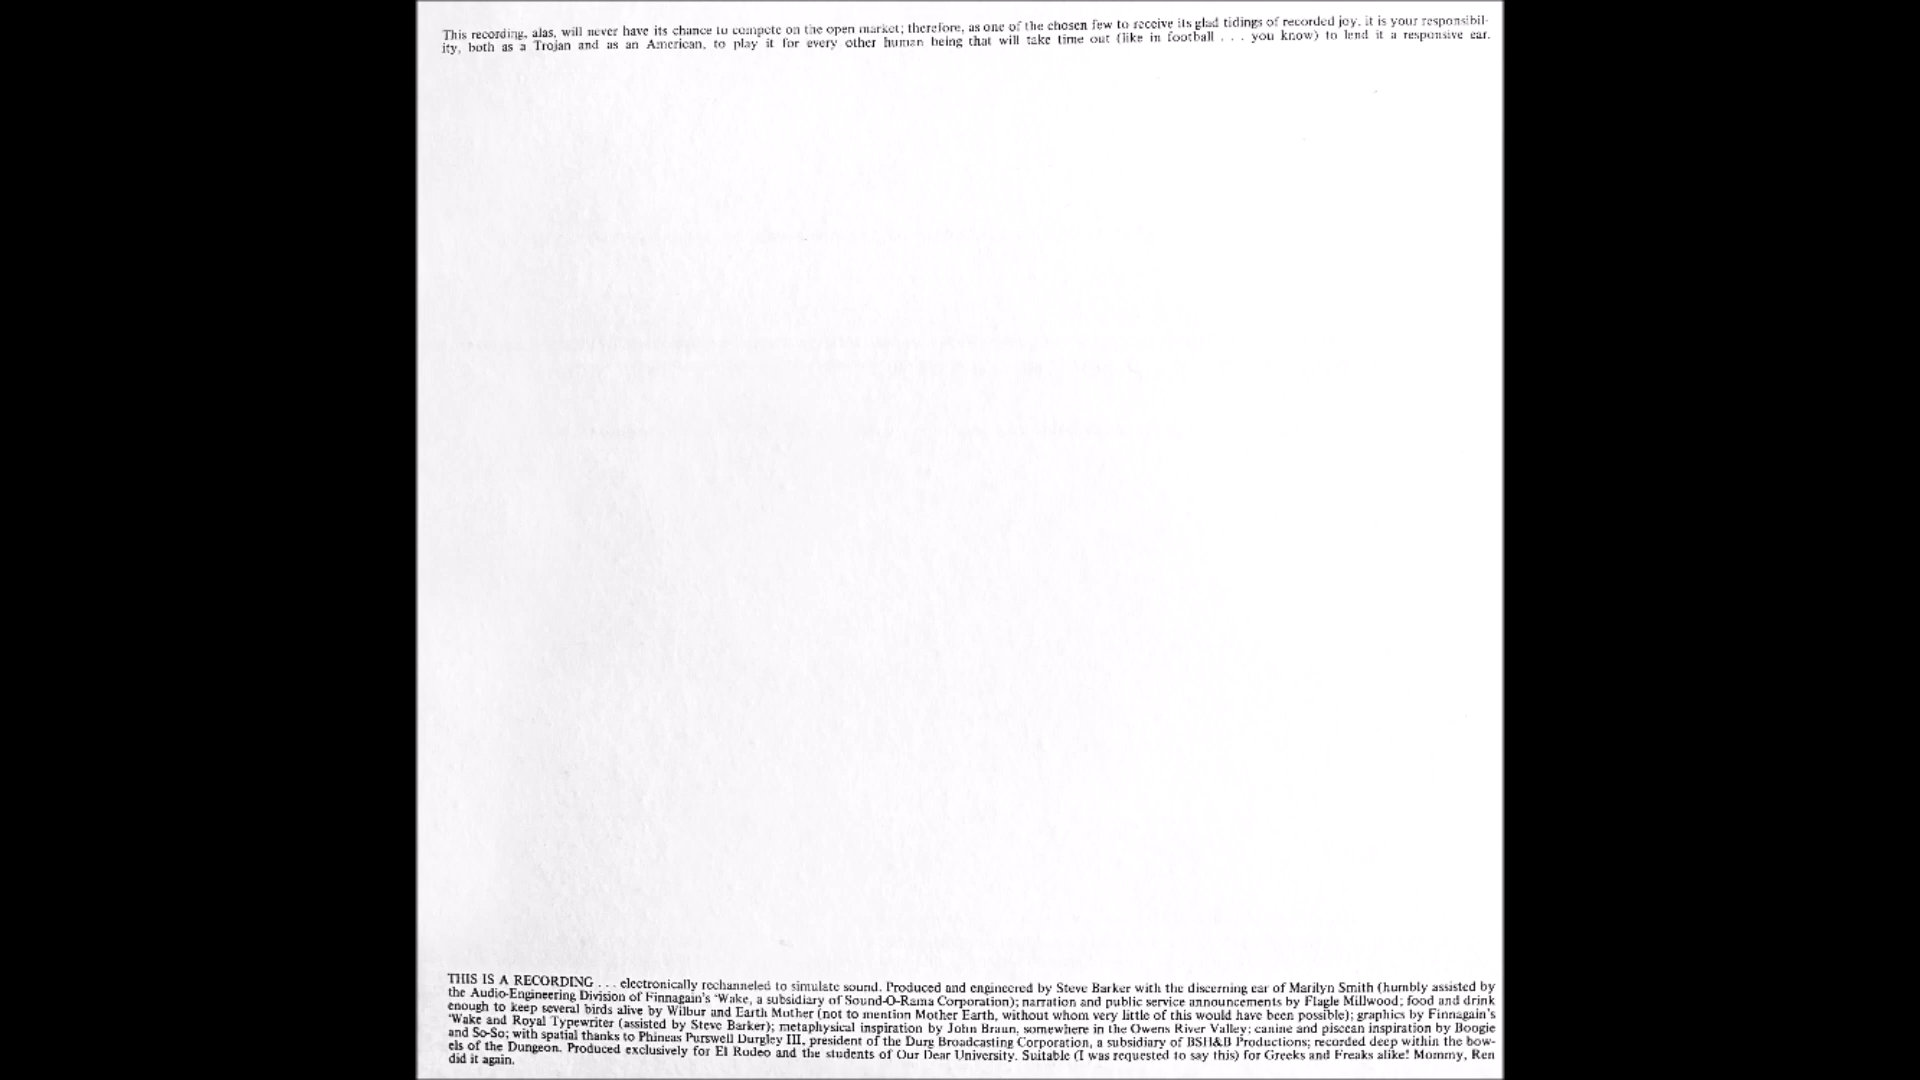 This recording, alas, will never have its chance to compete on the open market; therefore, as one of the chosen few to receive its glad tidings of recorded joy, it is your responsibil-
ity, both as a Trojan and as an American, to play it for every other human being that will take time out (like in football . . . you know) to lend it a responsive ear.
THIS IS A RECORDING . . . electronically rechanneled to simulate sound. Produced and engineered by Steve Barker with the discerning ear of Marilyn Smith (humbly assisted by
the Audio-Engineering Division of Finnagain's 'Wake, a subsidiary of Sound-O-Rama Corporation); narration and public service announcements by Flagle Millwood; food and drink
enough to keep several birds alive by Wilbur and Earth Mother (not to mention Mother Earth, without whom very little of this would have been possible); graphics by Finnagain's
'Wake and Royal Typewriter (assisted by Steve Barker); metaphysical inspiration by John Braun, somewhere in the Owens River Valley; canine and piscean inspiration by Boogie
and So-So; with spatial thanks to Phineas Purswell Durgley III, president of the Durg Broadcasting Corporation, a subsidiary of BSH&B Productions; recorded deep within the bow-
els of the Dungeon. Produced exclusively for El Rodeo and the students of Our Dear University. Suitable (I was requested to say this) for Greeks and Freaks alike! Mommy, Ren
did it again.